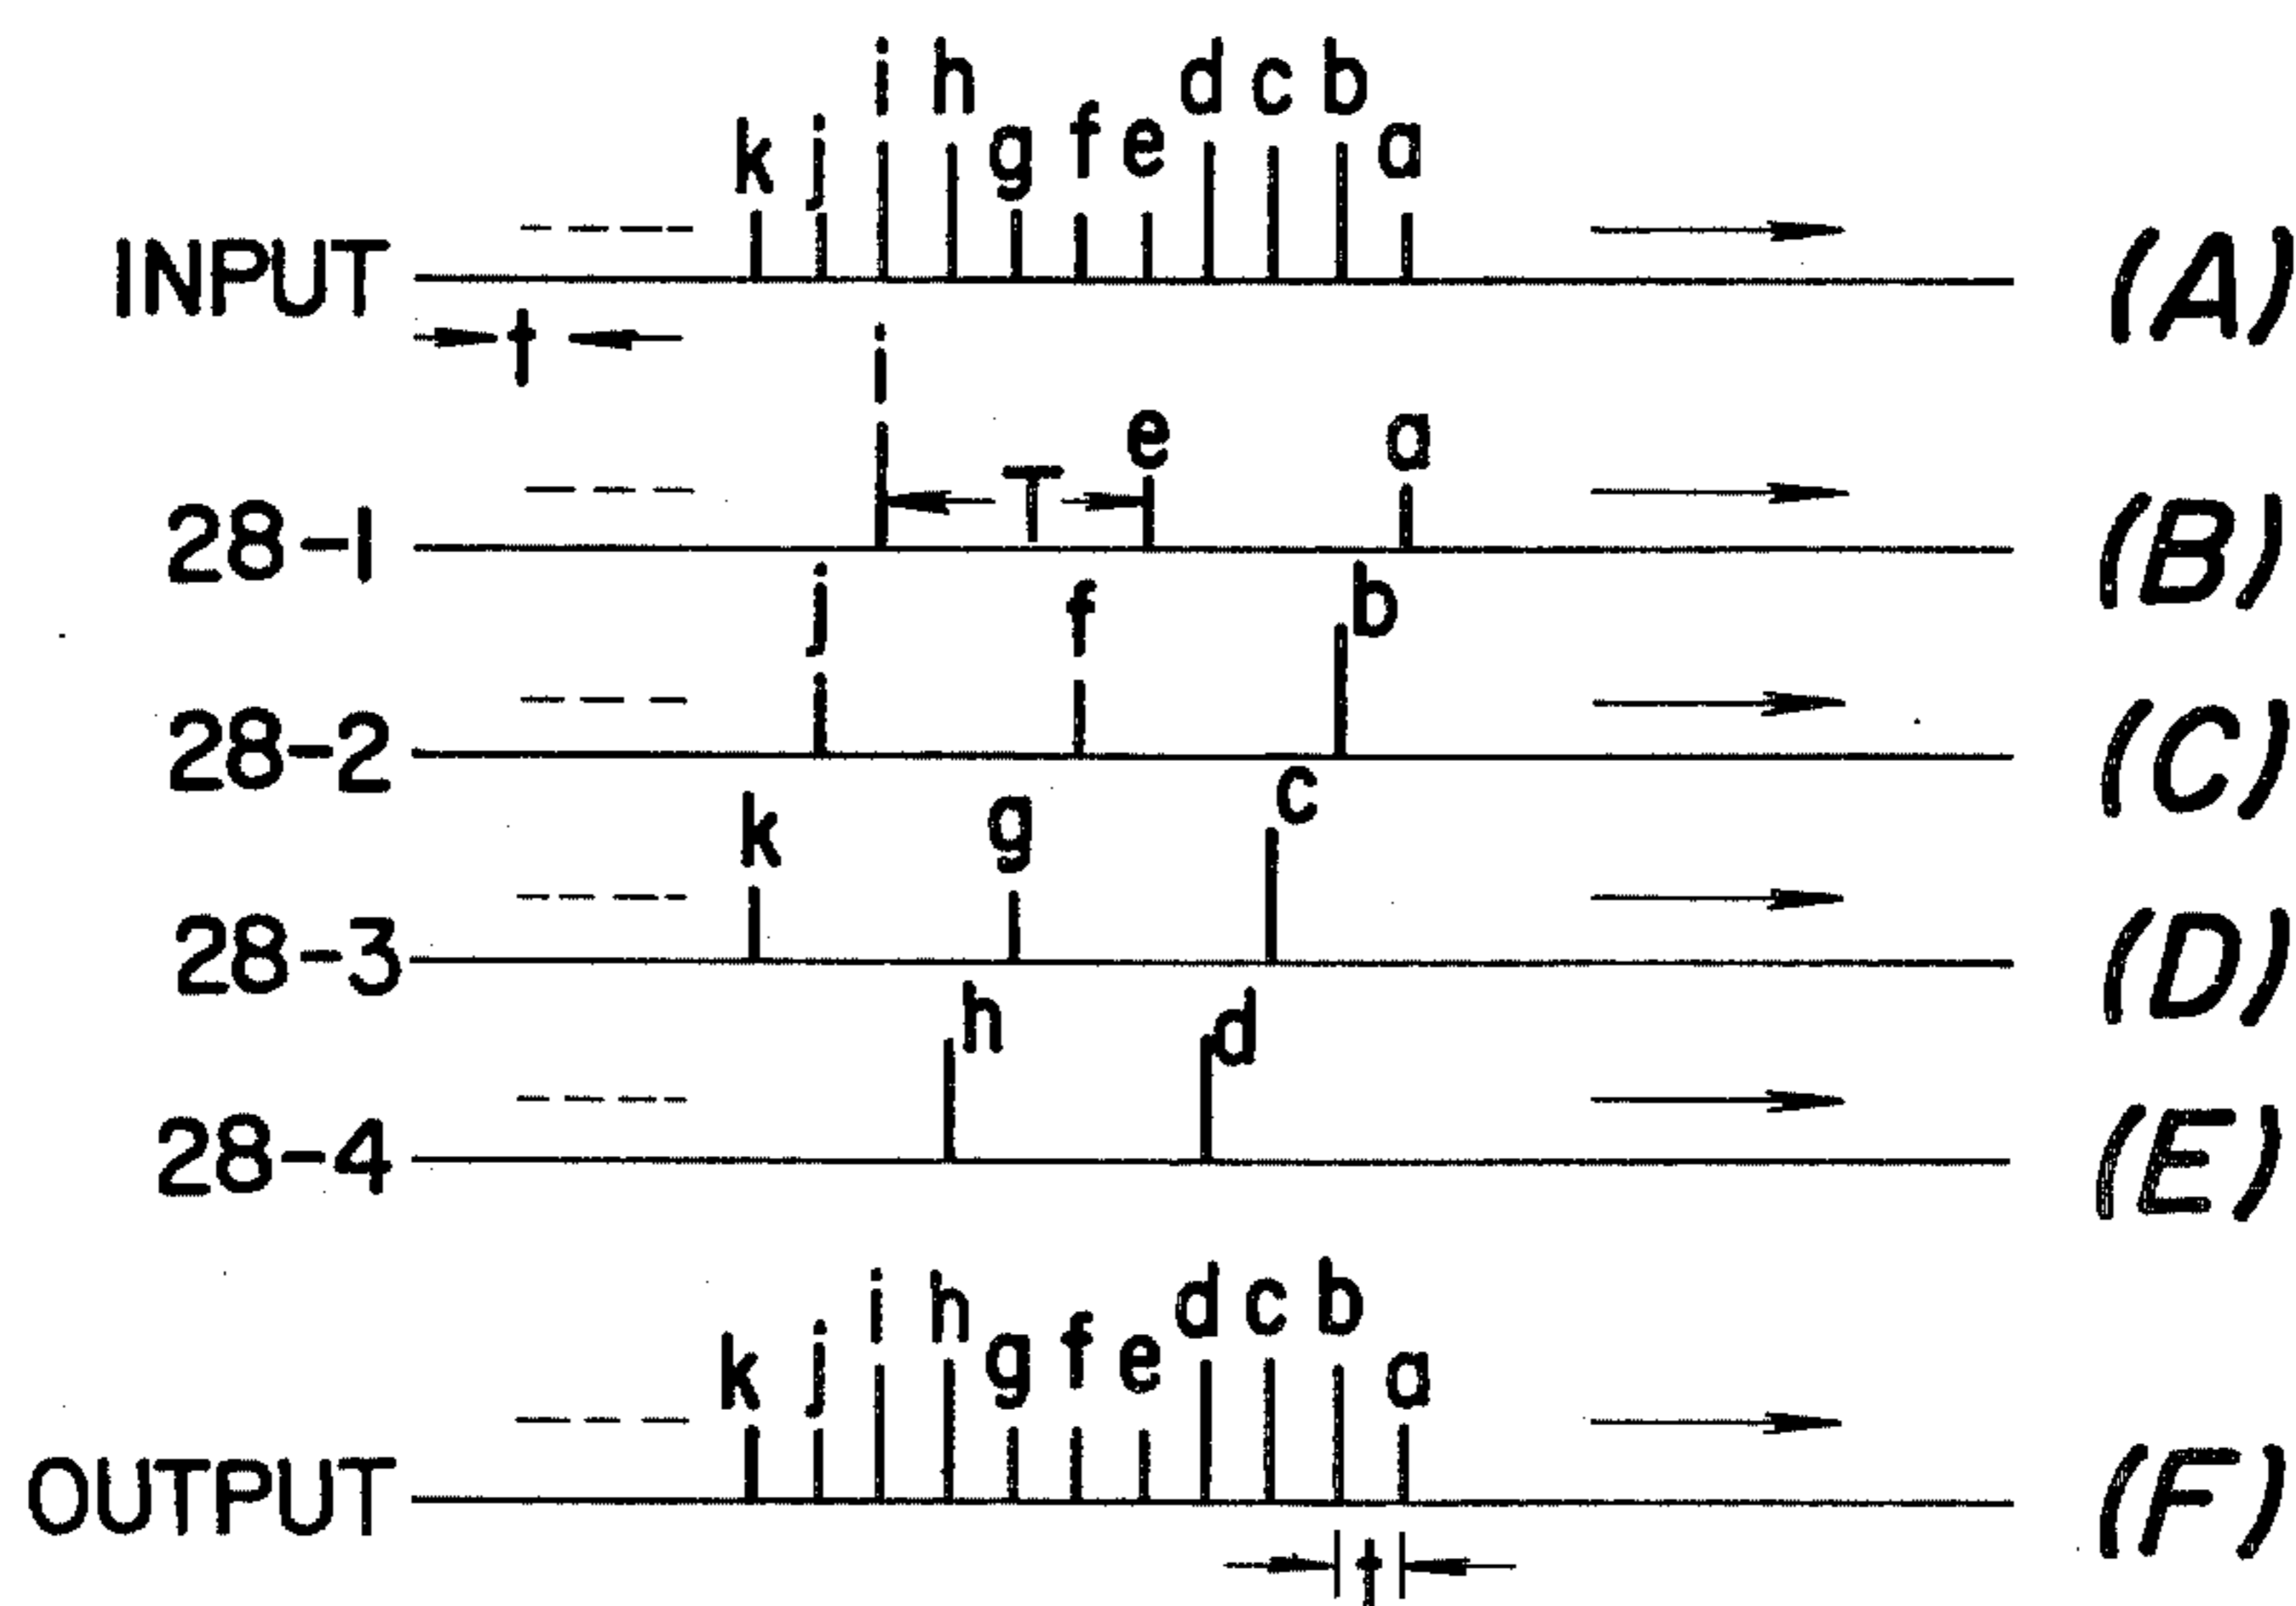 k j i h g f e d c b a
INPUT (A)
t
i e a
T
28-1 (B)
j f b
28-2 (C)
k g c
28-3 (D)
h d
28-4 (E)
k j i h g f e d c b a
OUTPUT (F)
t